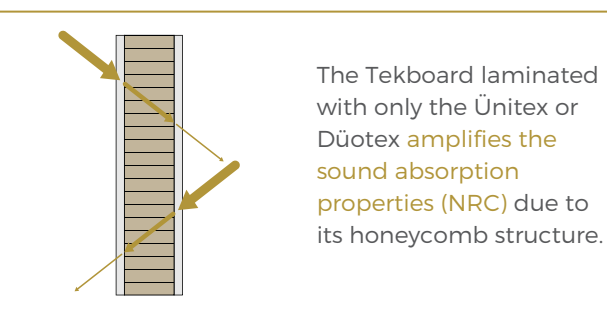 The Tekboard laminated
with only the Ünitex or
Düotex amplifies the
sound absorption
properties (NRC) due to
its honeycomb structure.